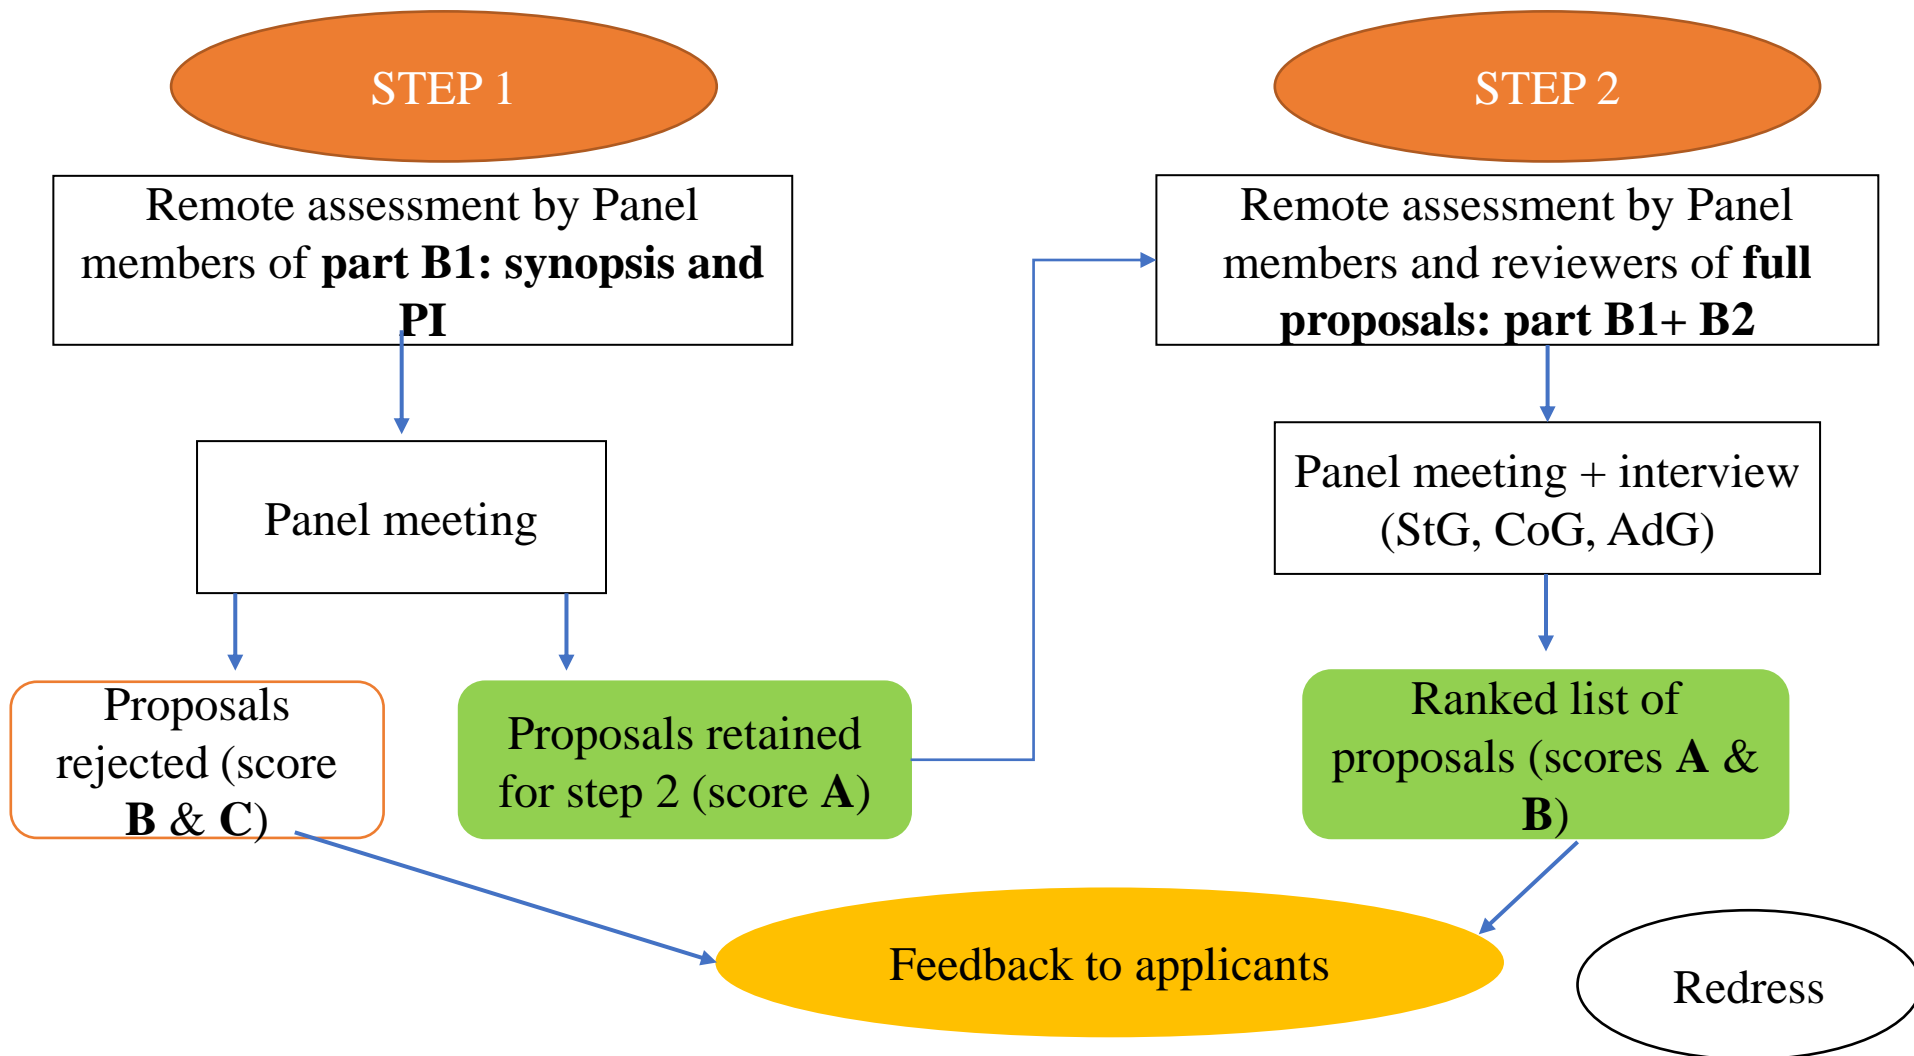 STEP 1
Remote assessment by Panel
members of part B1: synopsis and
PI
Panel meeting
Proposals
rejected (score
B & C)
Proposals retained
for step 2 (score A)
STEP 2
Remote assessment by Panel
members and reviewers of full
proposals: part B1+ B2
Panel meeting + interview
(StG, CoG, AdG)
Ranked list of
proposals (scores A &
B)
Feedback to applicants
Redress